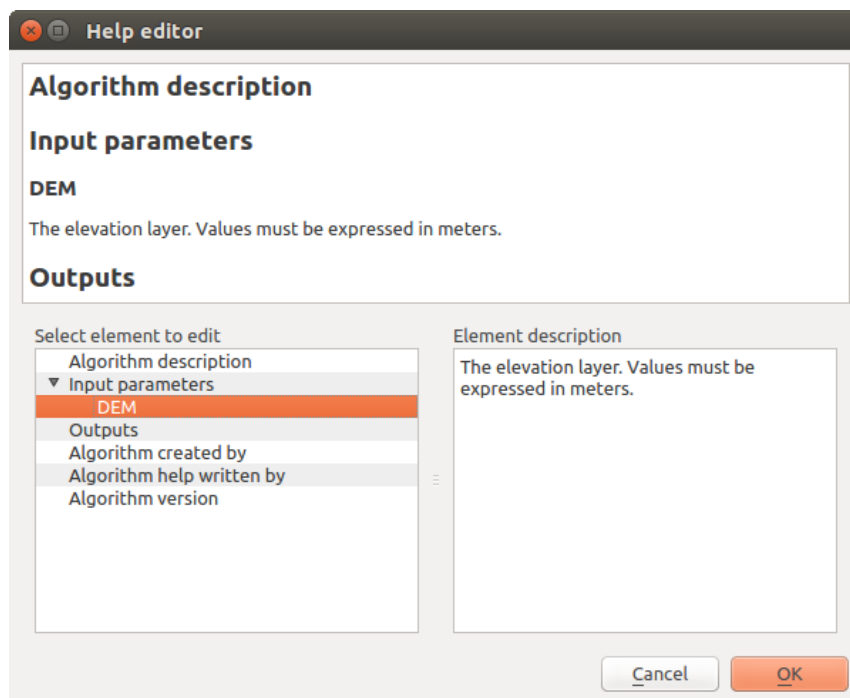 Help editor
Algorithm description
Input parameters
DEM
The elevation layer. Values must be expressed in meters.
Outputs
Select element to edit
Algorithm description
Input parameters
DEM
Outputs
Algorithm created by
Algorithm help written by
Algorithm version
Element description
The elevation layer. Values must be
expressed in meters.
Cancel
OK